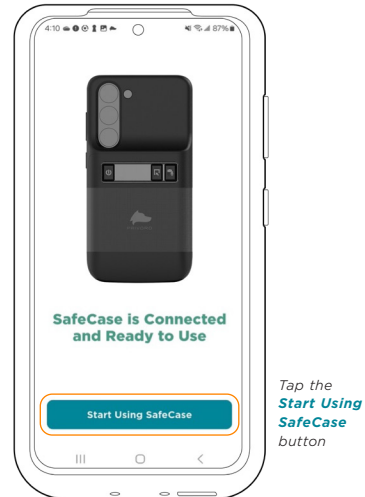 4:10
87%
SafeCase is Connected
and Ready to Use
Start Using SafeCase
Tap the
Start Using
SafeCase
button